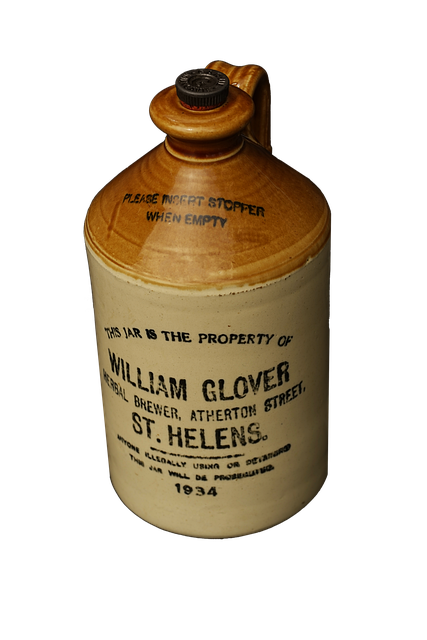 PLEASE INSERT STOPPER
WHEN EMPTY
THIS JAR IS THE PROPERTY OF
WILLIAM GLOVER
HERBAL BREWER, ATHERTON STREET,
ST. HELENS.
ANYONE ILLEGALLY USING OR DETAINING
THIS JAR WILL BE PROSECUTED.
1934